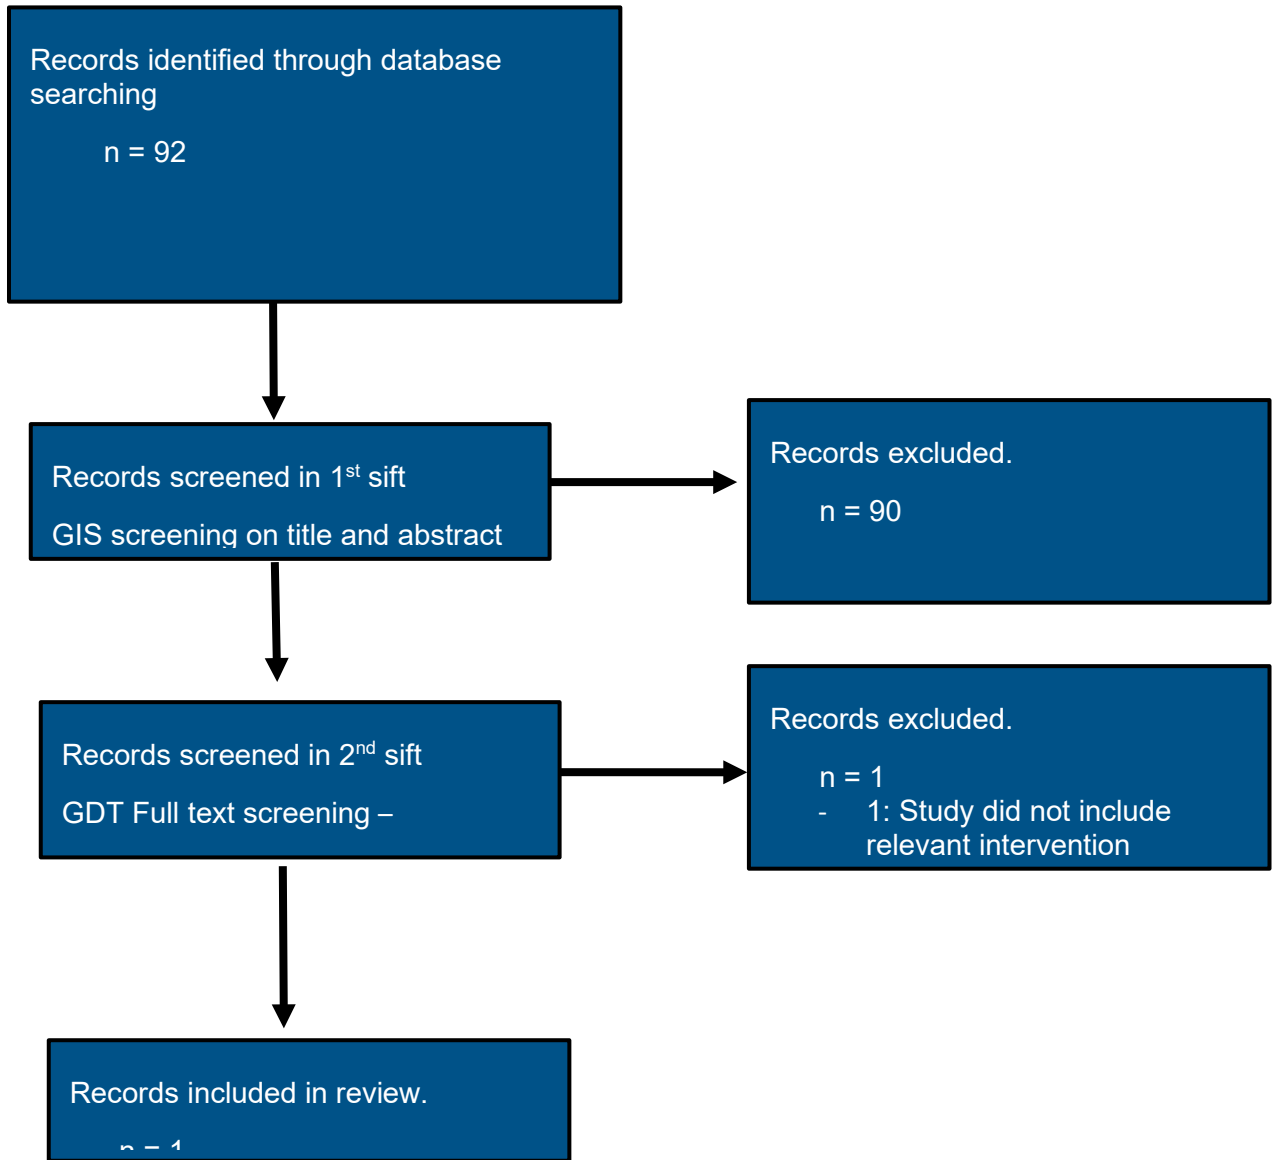 Records identified through database
searching
n = 92
Records screened in 1st sift
GIS screening on title and abstract
Records excluded.
n = 90
Records screened in 2nd sift
GDT Full text screening –
Records excluded.
n = 1
- 1: Study did not include
relevant intervention
Records included in review.
n = 1